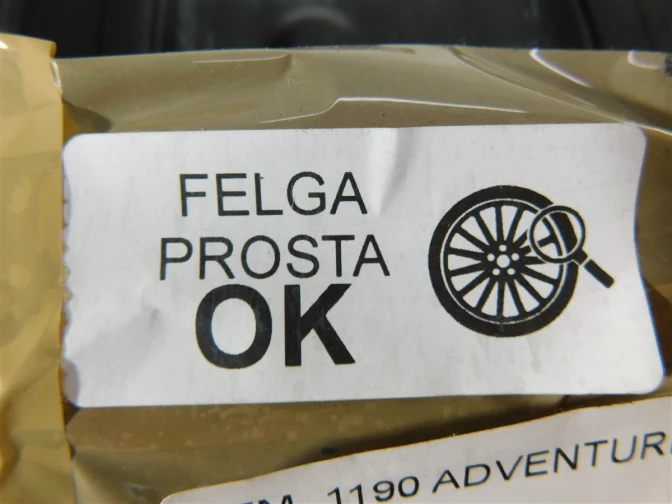 FELGA
PROSTA
OK
1190 ADVENTUR